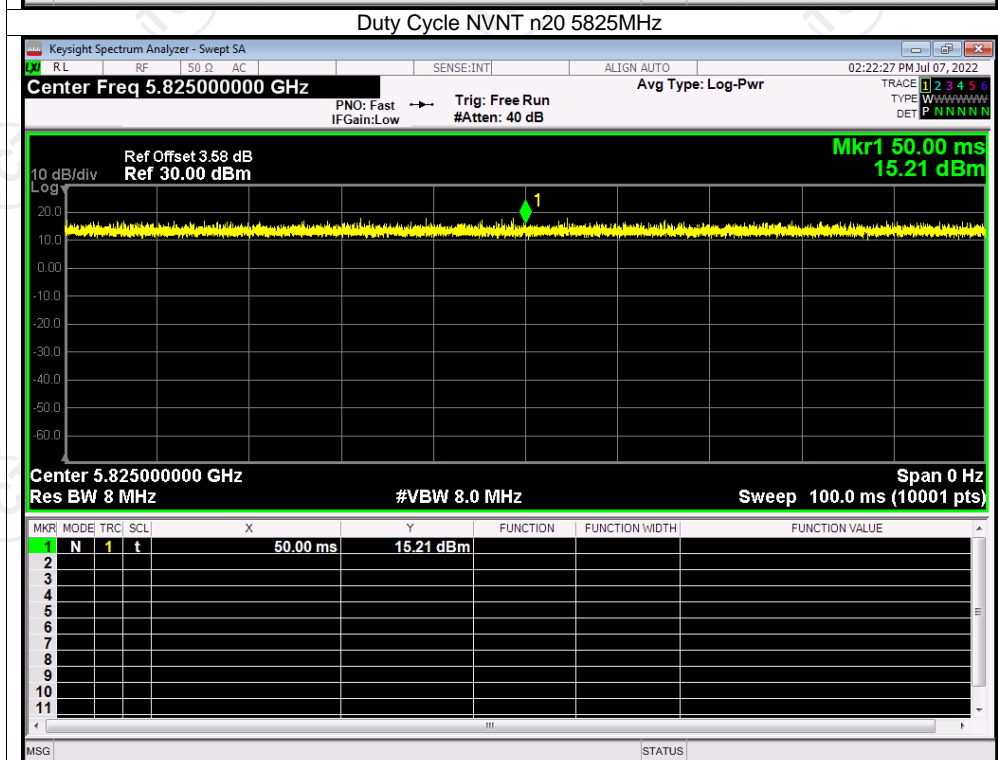 Duty Cycle NVNT n20 5825MHz
Keysight Spectrum Analyzer - Swept SA
LXI RL RF 50 Ω AC SENSE:INT ALIGN AUTO 02:22:27 PM Jul 07, 2022
Center Freq 5.825000000 GHz Avg Type: Log-Pwr TRACE 1 2 3 4 5 6
PNO: Fast Trig: Free Run TYPE WWWWWW
IFGain:Low #Atten: 40 dB DET P N N N N N
Mkr1 50.00 ms
Ref Offset 3.58 dB
10 dB/div Ref 30.00 dBm 15.21 dBm
Log
1
20.0
10.0
0.00
-10.0
-20.0
-30.0
-40.0
-50.0
-60.0
Center 5.825000000 GHz Span 0 Hz
Res BW 8 MHz #VBW 8.0 MHz Sweep 100.0 ms (10001 pts)
MKR MODE TRC SCL X Y FUNCTION FUNCTION WIDTH FUNCTION VALUE
1 N 1 t 50.00 ms 15.21 dBm
2
3
4
5
6
7
8
9
10
11
MSG STATUS